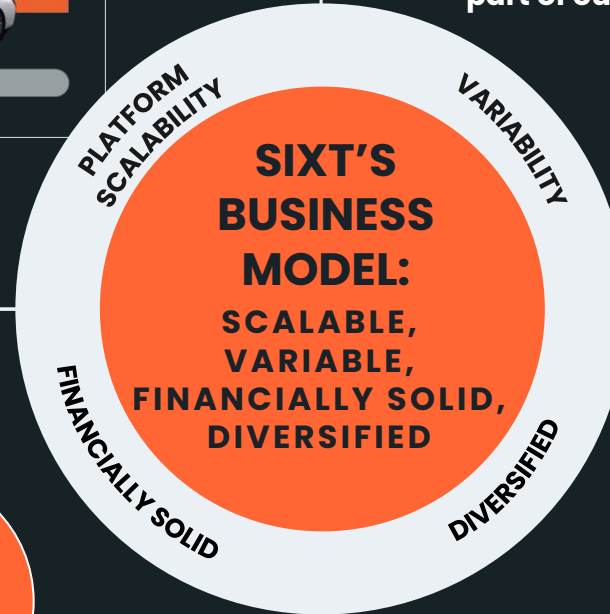 PLATFORM
SCALABILITY
VARIABILITY
SIXT’S
BUSINESS
MODEL:
SCALABLE,
VARIABLE,
FINANCIALLY SOLID,
DIVERSIFIED
FINANCIALLY SOLID
DIVERSIFIED